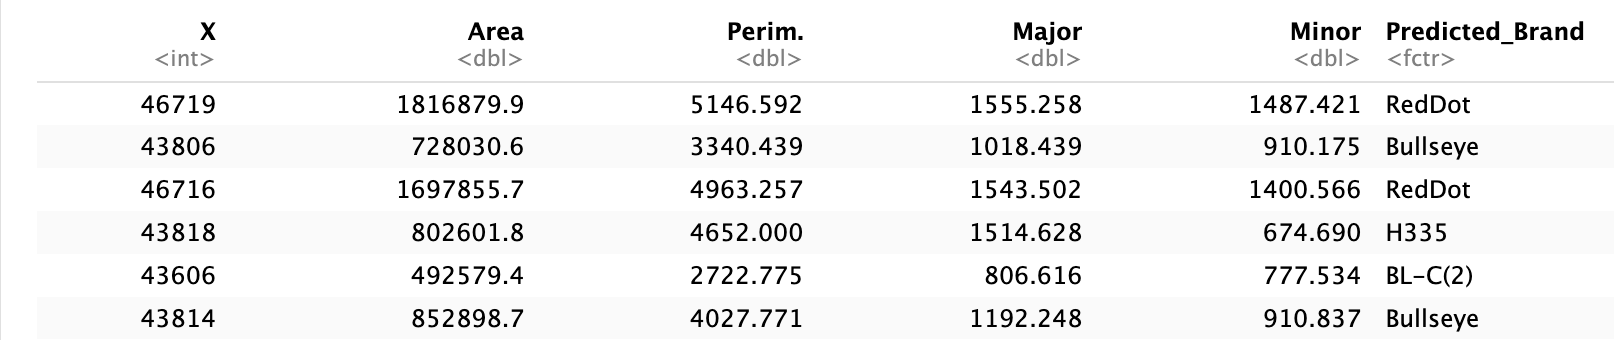 X Area Perim. Major Minor Predicted_Brand
<int> <dbl> <dbl> <dbl> <dbl> <fctr>
46719 1816879.9 5146.592 1555.258 1487.421 RedDot
43806 728030.6 3340.439 1018.439 910.175 Bullseye
46716 1697855.7 4963.257 1543.502 1400.566 RedDot
43818 802601.8 4652.000 1514.628 674.690 H335
43606 492579.4 2722.775 806.616 777.534 BL-C(2)
43814 852898.7 4027.771 1192.248 910.837 Bullseye